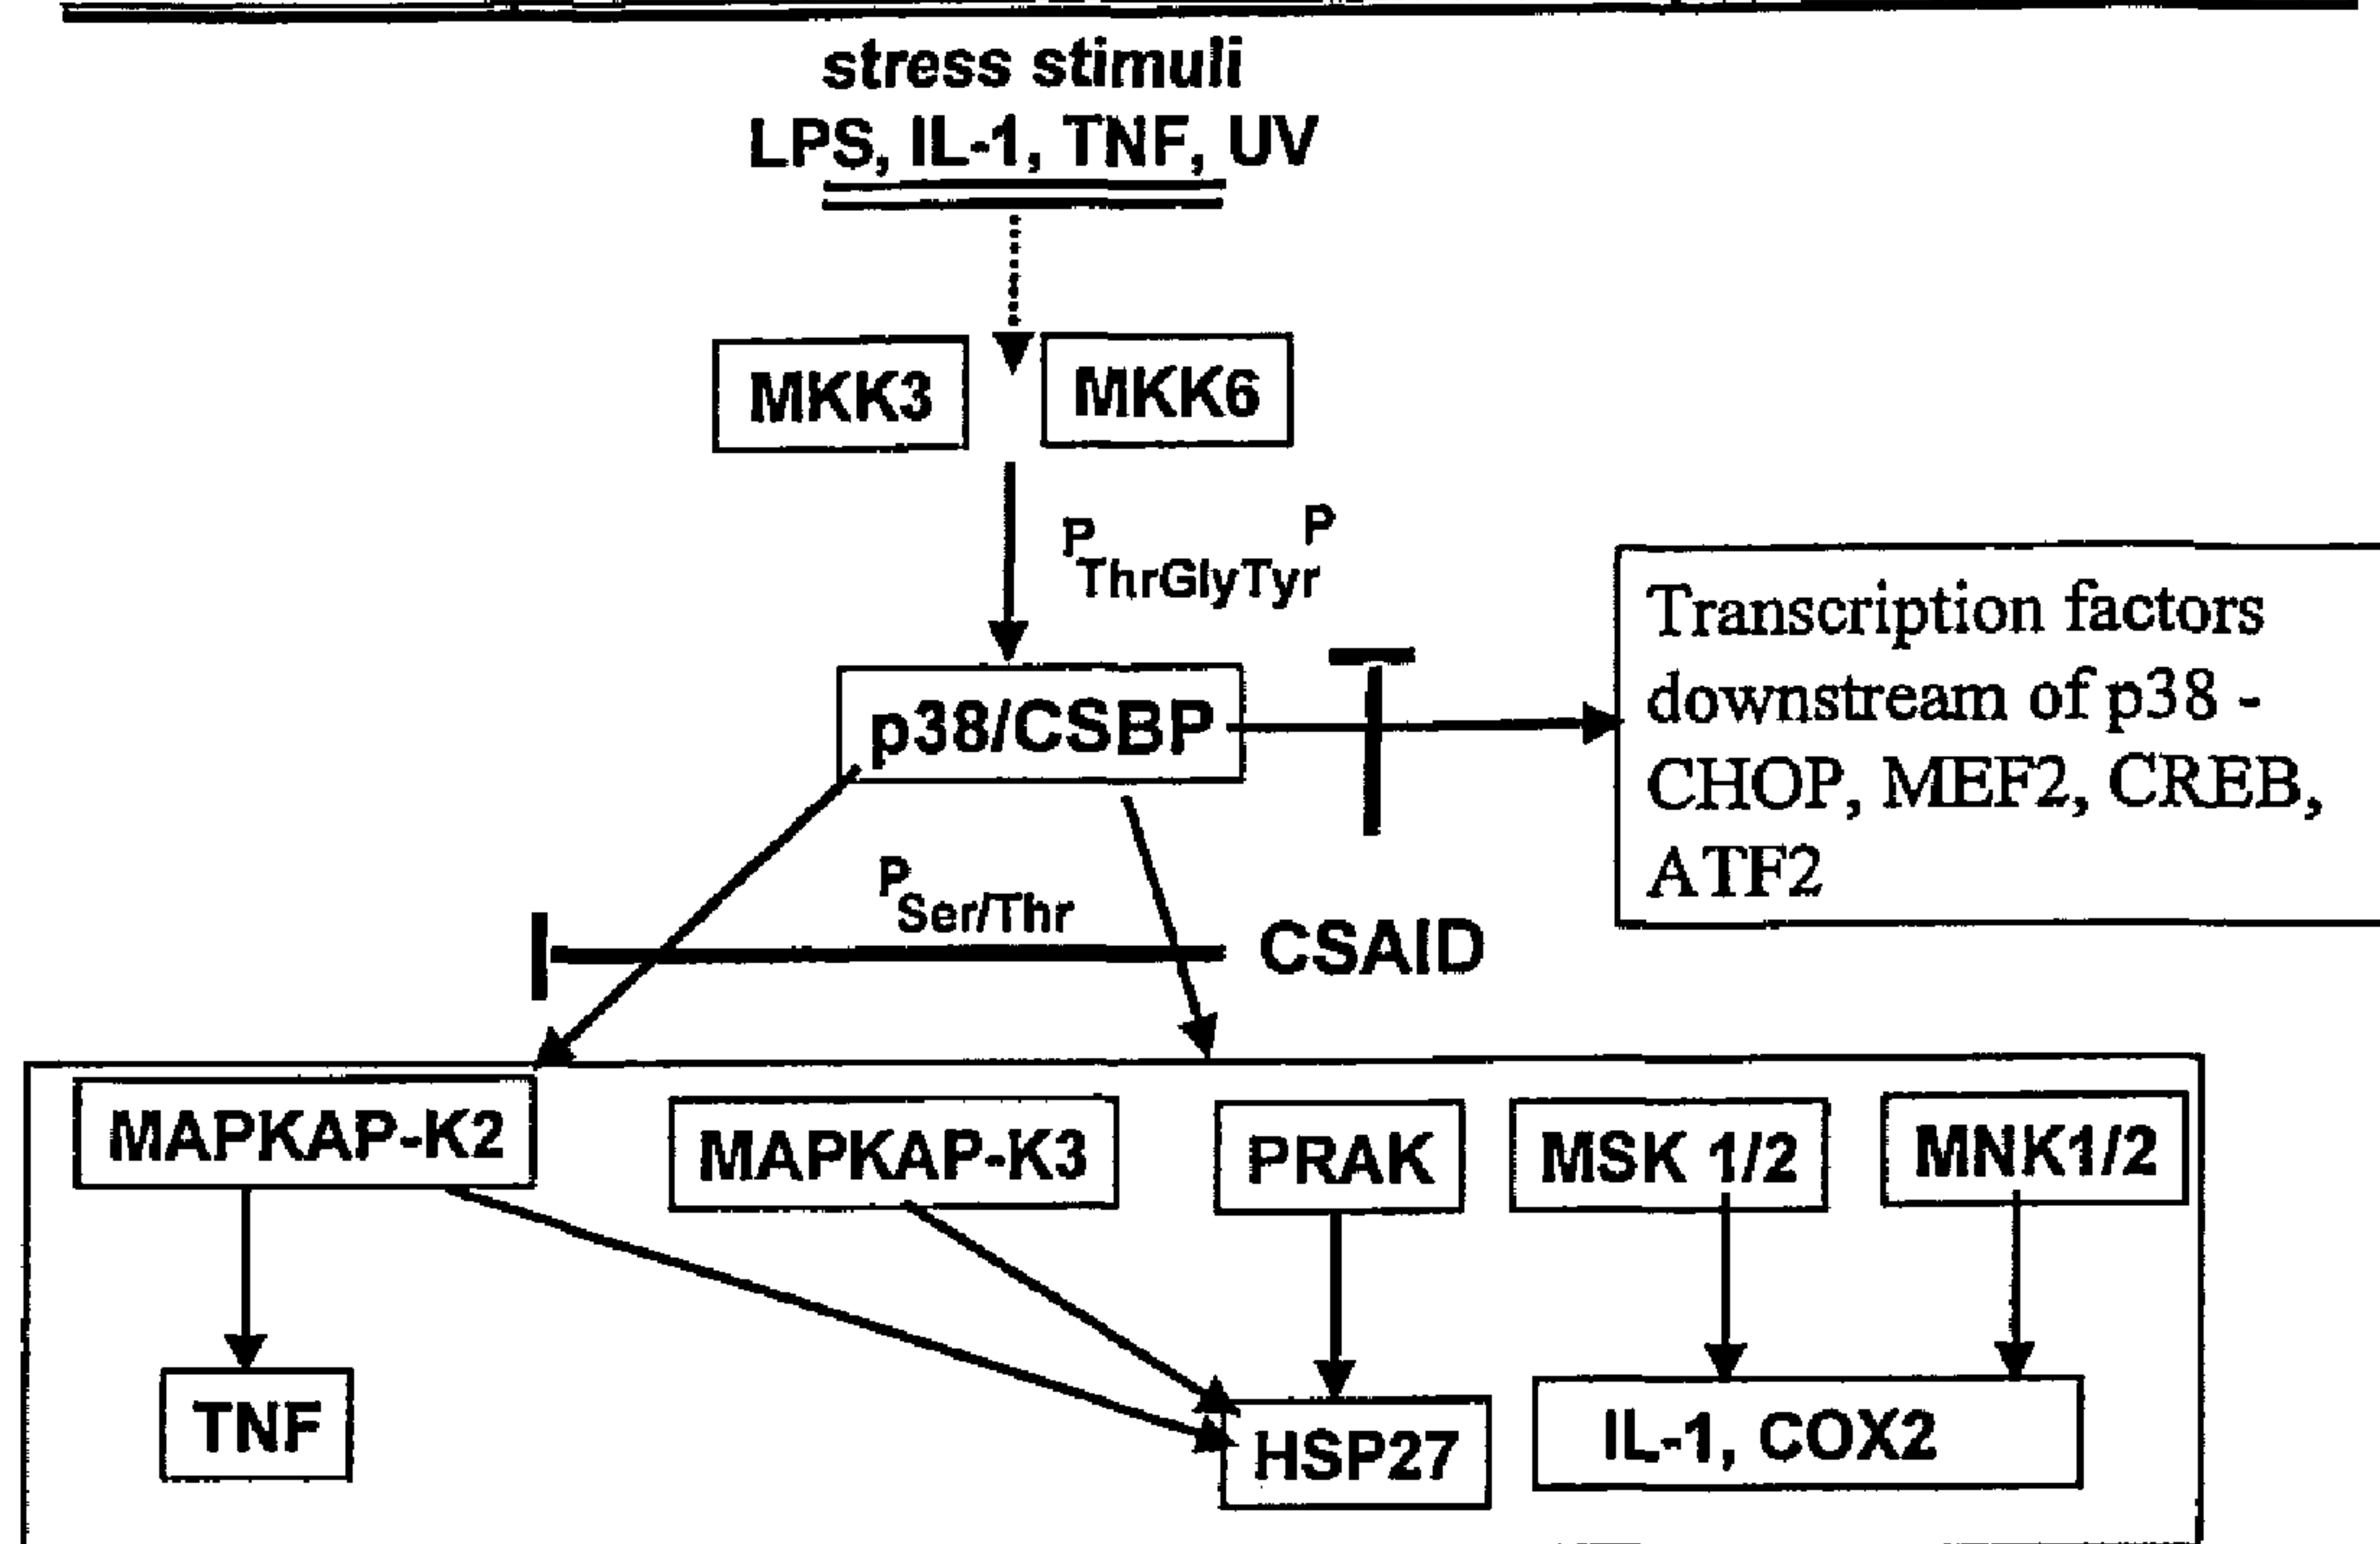 stress stimuli
LPS, IL-1, TNF, UV
MKK3
MKK6
P
P
ThrGlyTyr
p38/CSBP
Transcription factors
downstream of p38 -
CHOP, MEF2, CREB,
ATF2
P
Ser/Thr
CSAID
MAPKAP-K2
MAPKAP-K3
PRAK
MSK 1/2
MNK1/2
TNF
HSP27
IL-1, COX2